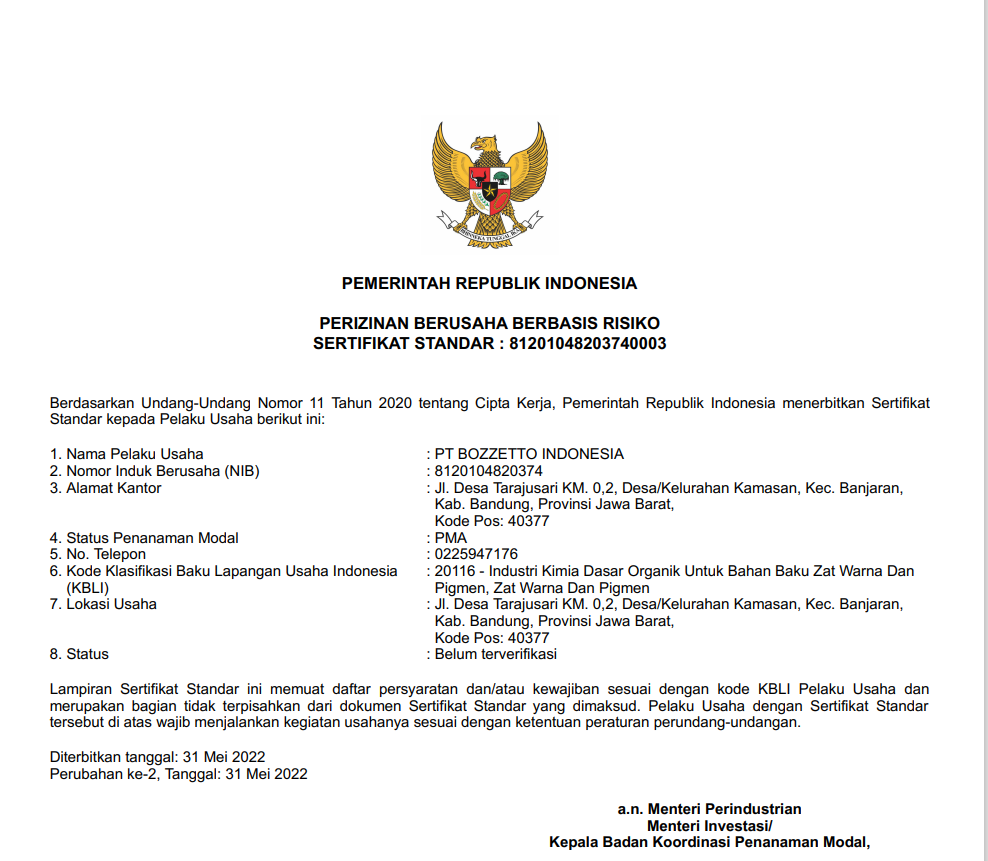 BHINNEKA TUNGGAL IKA
PEMERINTAH REPUBLIK INDONESIA
PERIZINAN BERUSAHA BERBASIS RISIKO
SERTIFIKAT STANDAR : 81201048203740003
Berdasarkan Undang-Undang Nomor 11 Tahun 2020 tentang Cipta Kerja, Pemerintah Republik Indonesia menerbitkan Sertifikat
Standar kepada Pelaku Usaha berikut ini:
1. Nama Pelaku Usaha : PT BOZZETTO INDONESIA
2. Nomor Induk Berusaha (NIB) : 8120104820374
3. Alamat Kantor : Jl. Desa Tarajusari KM. 0,2, Desa/Kelurahan Kamasan, Kec. Banjaran,
Kab. Bandung, Provinsi Jawa Barat,
Kode Pos: 40377
4. Status Penanaman Modal : PMA
5. No. Telepon : 0225947176
6. Kode Klasifikasi Baku Lapangan Usaha Indonesia : 20116 - Industri Kimia Dasar Organik Untuk Bahan Baku Zat Warna Dan
(KBLI) Pigmen, Zat Warna Dan Pigmen
7. Lokasi Usaha : Jl. Desa Tarajusari KM. 0,2, Desa/Kelurahan Kamasan, Kec. Banjaran,
Kab. Bandung, Provinsi Jawa Barat,
Kode Pos: 40377
8. Status : Belum terverifikasi
Lampiran Sertifikat Standar ini memuat daftar persyaratan dan/atau kewajiban sesuai dengan kode KBLI Pelaku Usaha dan
merupakan bagian tidak terpisahkan dari dokumen Sertifikat Standar yang dimaksud. Pelaku Usaha dengan Sertifikat Standar
tersebut di atas wajib menjalankan kegiatan usahanya sesuai dengan ketentuan peraturan perundang-undangan.
Diterbitkan tanggal: 31 Mei 2022
Perubahan ke-2, Tanggal: 31 Mei 2022
a.n. Menteri Perindustrian
Menteri Investasi/
Kepala Badan Koordinasi Penanaman Modal,